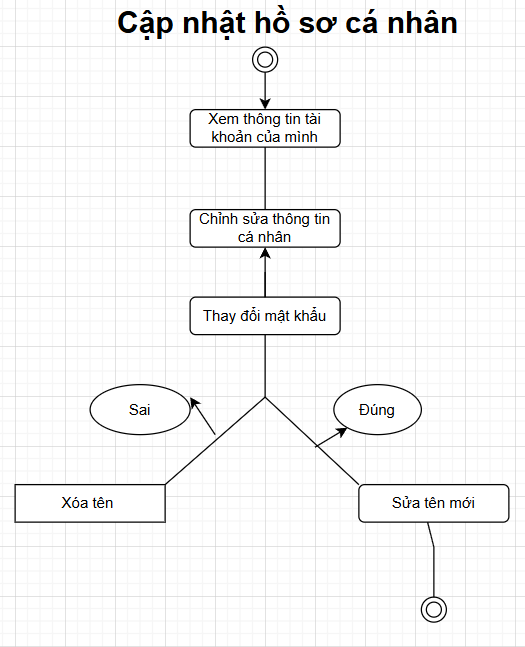 Cập nhật hồ sơ cá nhân
Xem thông tin tài
khoản của mình
Chỉnh sửa thông tin
cá nhân
Thay đổi mật khẩu
Sai
Đúng
Xóa tên
Sửa tên mới